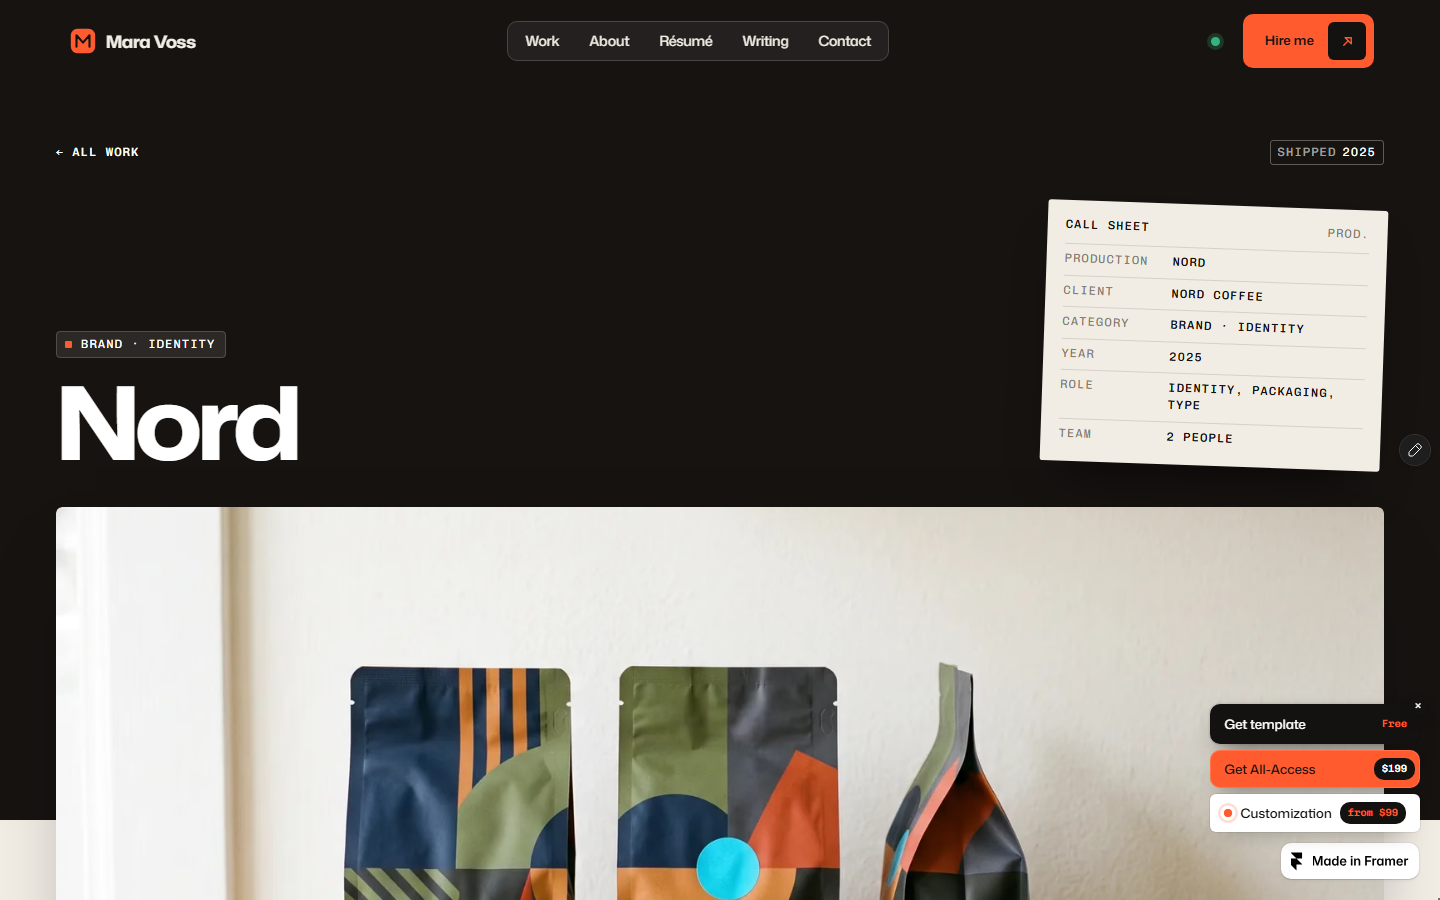 Mara Voss
Work
About
Résumé
Writing
Contact
Hire me
← ALL WORK
SHIPPED 2025
CALL SHEET
PROD.
PRODUCTION NORD
CLIENT NORD COFFEE
CATEGORY BRAND · IDENTITY
YEAR 2025
ROLE IDENTITY, PACKAGING,
TYPE
TEAM 2 PEOPLE
BRAND · IDENTITY
Nord
Get template Free
Get All-Access $199
Customization from $99
Made in Framer